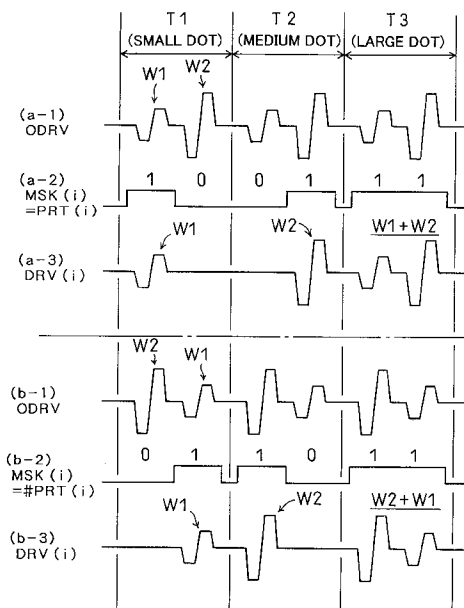 T1 T2 T3
(SMALL DOT) (MEDIUM DOT) (LARGE DOT)
W1 W2
(a-1)
ODRV
(a-2) 1 0 0 1 1 1
MSK(i)
=PRT(i)
W1 W2 W1+W2
(a-3)
DRV(i)
W2 W1
(b-1)
ODRV
(b-2) 0 1 1 0 1 1
MSK(i)
=#PRT(i)
W1 W2 W2+W1
(b-3)
DRV(i)